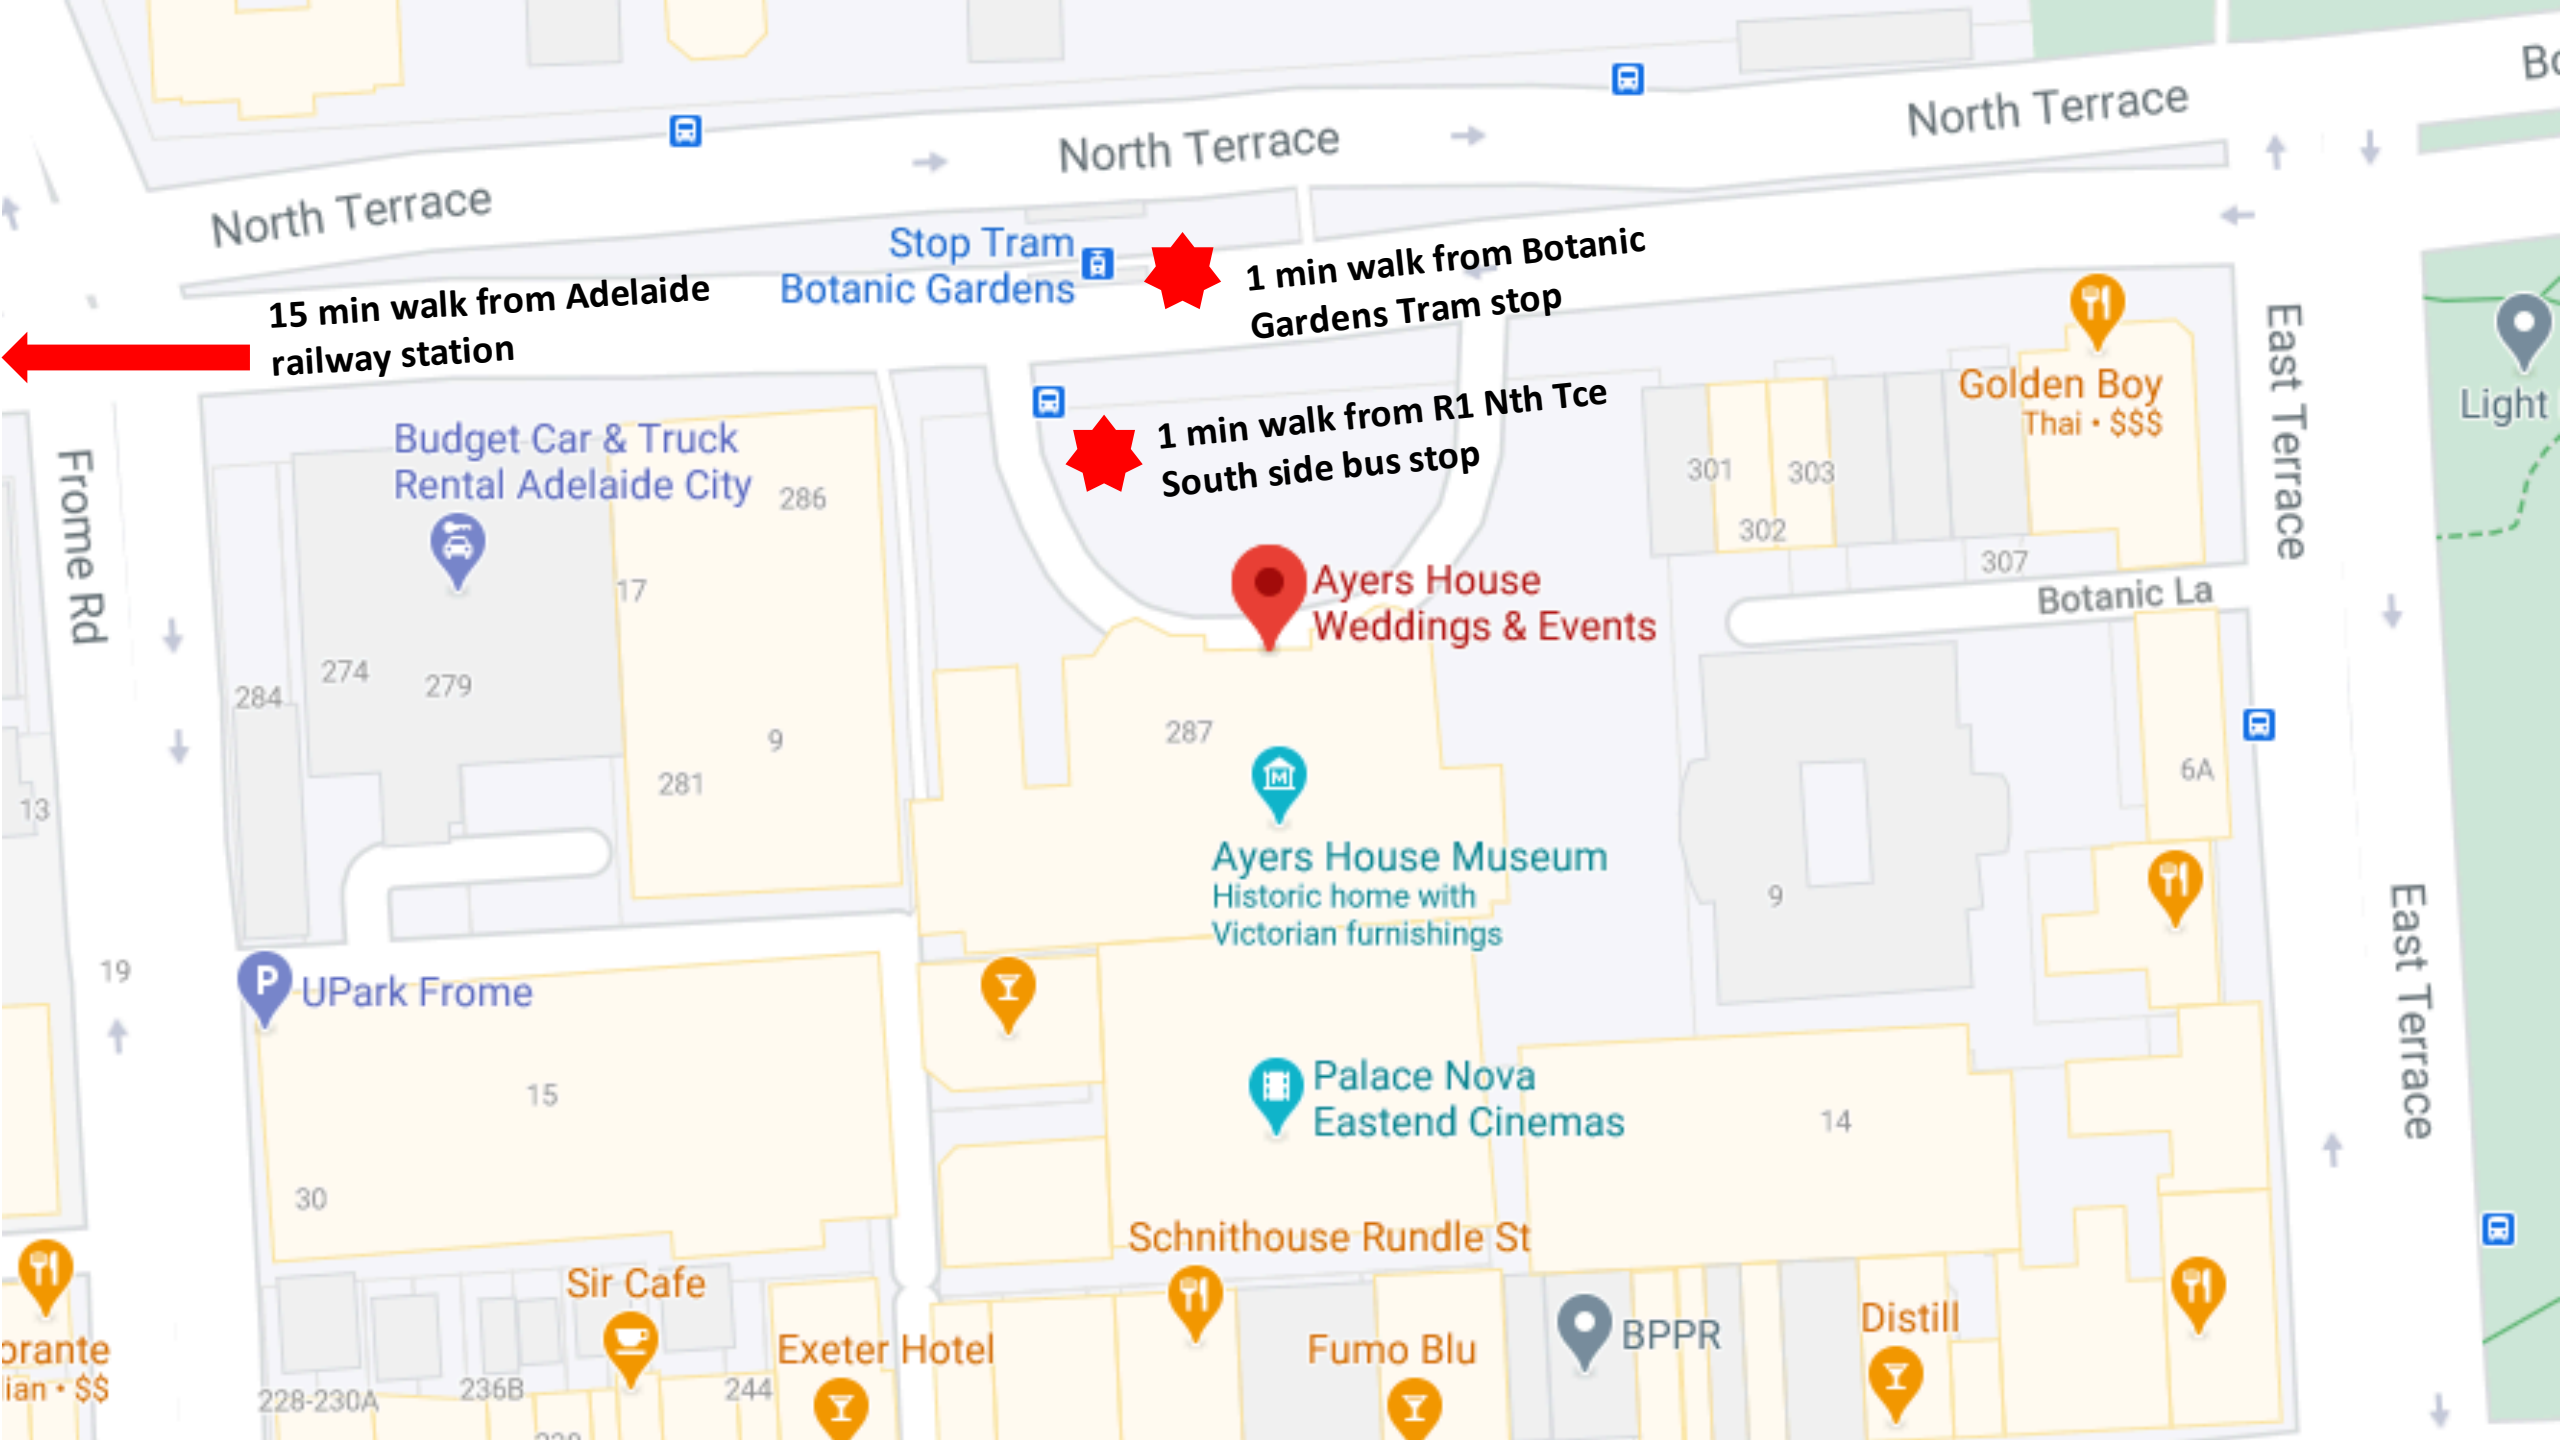 Bo
North Terrace
North Terrace
North Terrace
Stop Tram
Botanic Gardens
1 min walk from Botanic
Gardens Tram stop
15 min walk from Adelaide
railway station
East Terrace
Golden Boy
Thai • $$$
Light
1 min walk from R1 Nth Tce
South side bus stop
Budget Car & Truck
Rental Adelaide City
286
Frome Rd
301
303
302
307
17
Ayers House
Weddings & Events
Botanic La
274
279
284
287
9
281
6A
13
Ayers House Museum
Historic home with
Victorian furnishings
9
East Terrace
19
P
UPark Frome
15
Palace Nova
Eastend Cinemas
14
30
Schnithouse Rundle St
Sir Cafe
orante
ian • $$
Exeter Hotel
Fumo Blu
BPPR
Distill
228-230A
236B
244